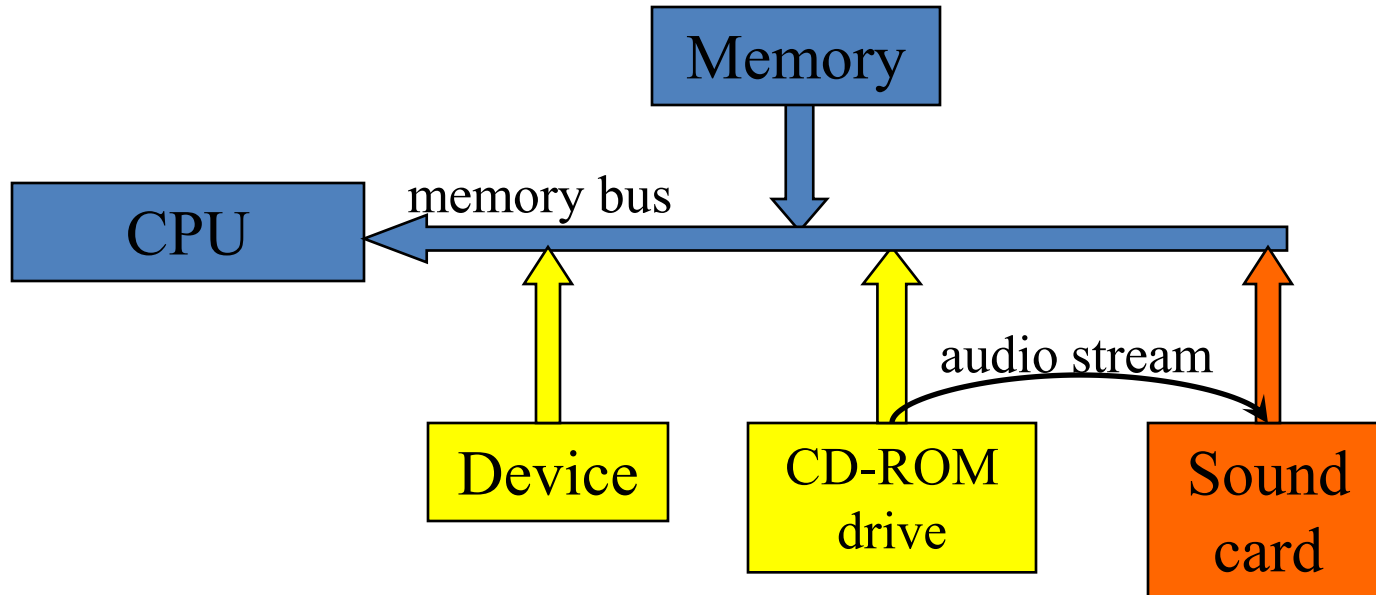 Memory
memory bus
CPU
audio stream
Device
CD-ROM
drive
Sound
card